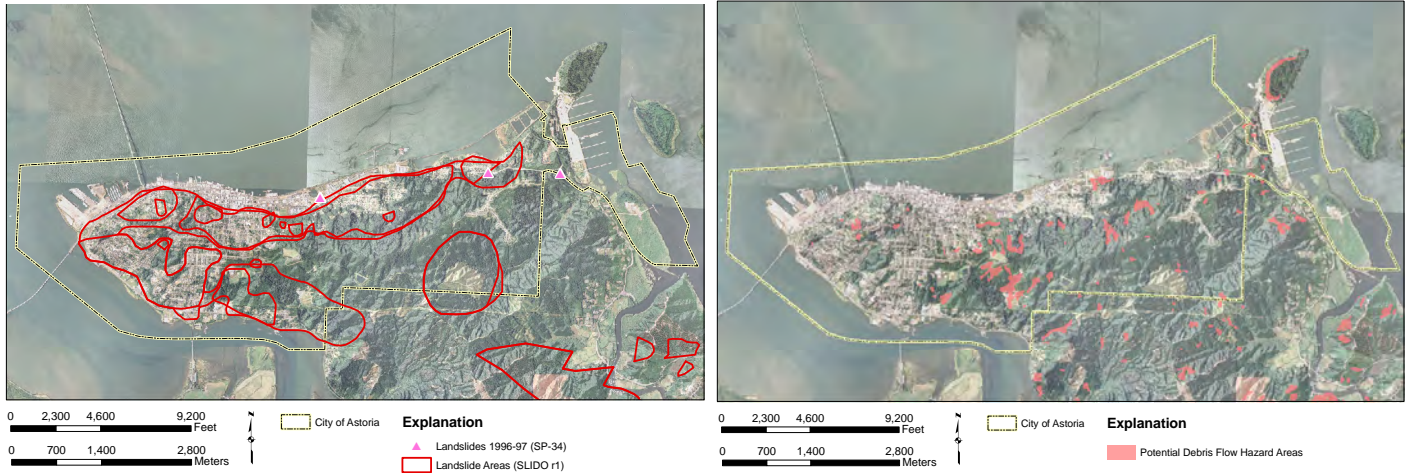 0 2,300 4,600 9,200
Feet
0 700 1,400 2,800
Meters
N
City of Astoria
Explanation
Landslides 1996-97 (SP-34)
Landslide Areas (SLIDO r1)
0 2,300 4,600 9,200
Feet
0 700 1,400 2,800
Meters
N
City of Astoria
Explanation
Potential Debris Flow Hazard Areas